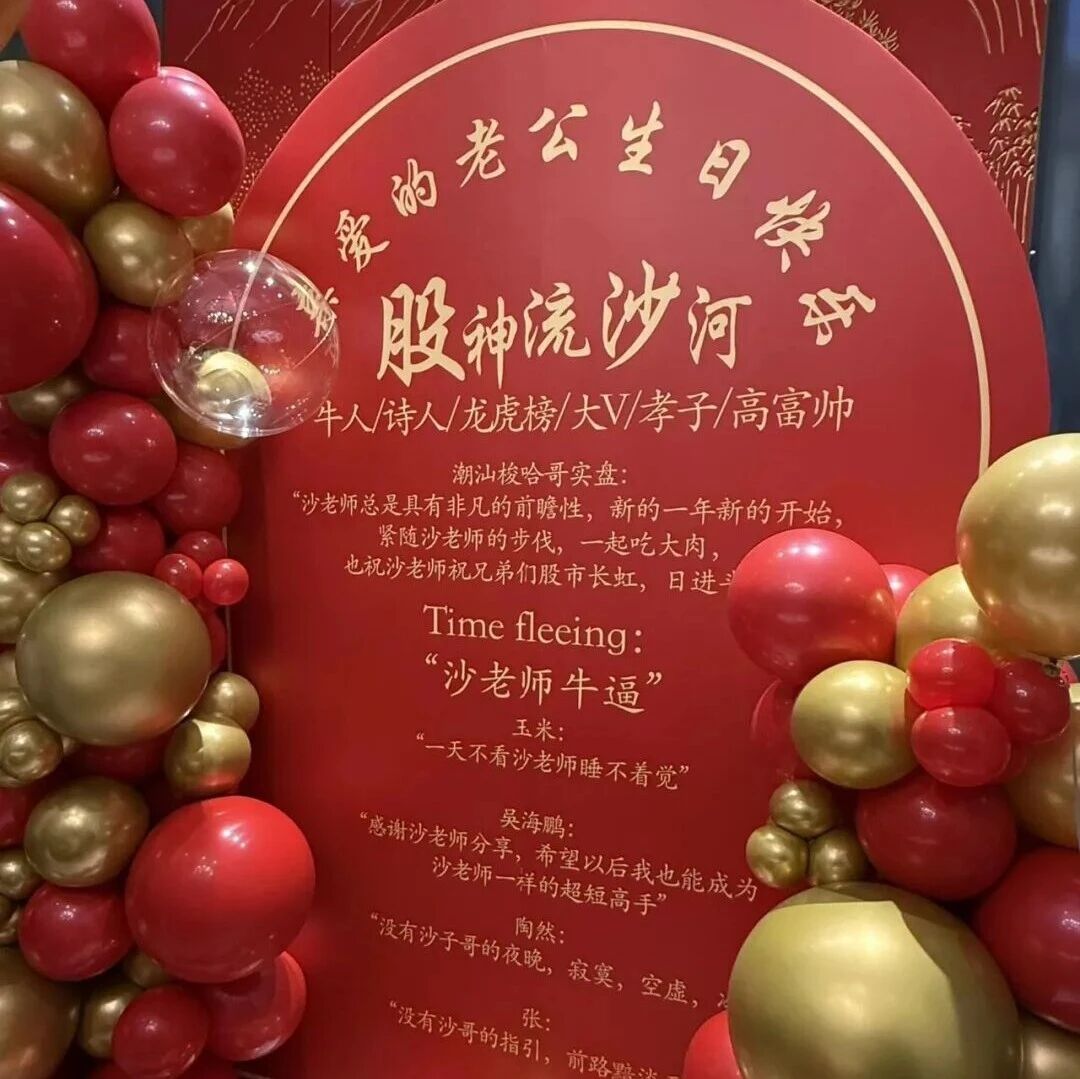 亲爱的老公生日快乐
股神流沙河
牛人/诗人/龙虎榜/大V/孝子/高富帅
潮汕梭哈哥实盘：
“沙老师总是具有非凡的前瞻性，新的一年新的开始，
紧随沙老师的步伐，一起吃大肉，
也祝沙老师祝兄弟们股市长虹，日进斗
Time fleeing：
“沙老师牛逼”
玉米：
“一天不看沙老师睡不着觉”
吴海鹏：
“感谢沙老师分享，希望以后我也能成为
沙老师一样的超短高手”
陶然：
“没有沙子哥的夜晚，寂寞，空虚，
张：
“没有沙哥的指引，前路黯淡